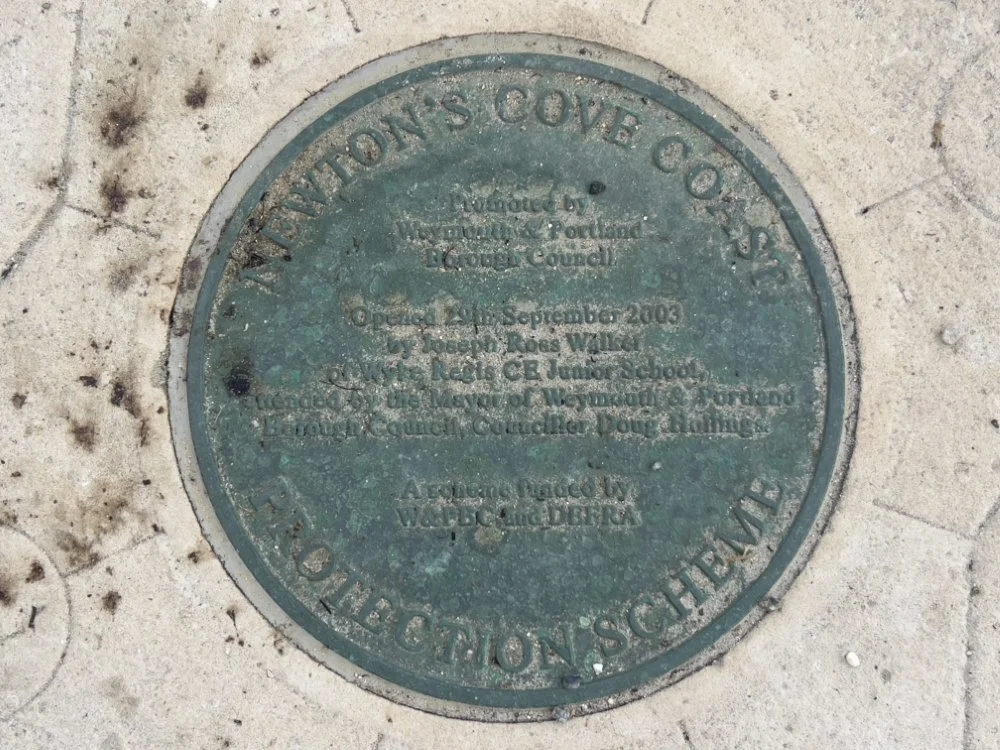 NEWTON'S COVE COAST
Promoted by
Weymouth & Portland
Borough Council
Opened 29th September 2003
by Joseph Ross Walker
of Wyke Regis CE Junior School,
attended by the Mayor of Weymouth & Portland
Borough Council, Councillor Doug Hollings.
A scheme funded by
W&PBC and DEFRA
PROTECTION SCHEME